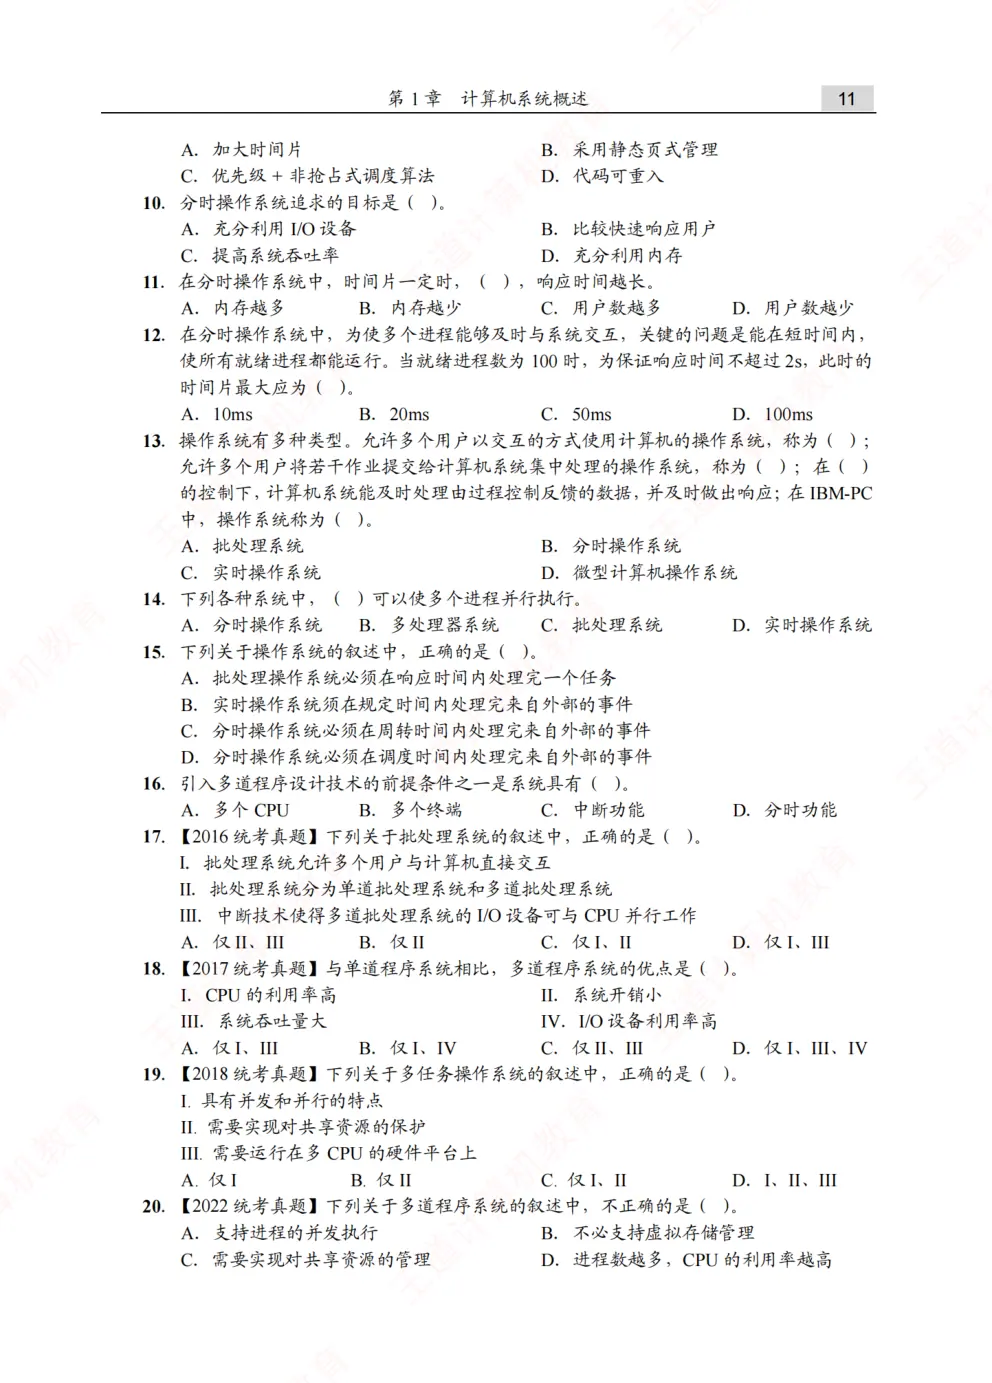 第 1 章 计算机系统概述 11
A. 加大时间片 B. 采用静态页式管理
C. 优先级 + 非抢占式调度算法 D. 代码可重入
10. 分时操作系统追求的目标是（ ）。
A. 充分利用 I/O 设备 B. 比较快速响应用户
C. 提高系统吞吐率 D. 充分利用内存
11. 在分时操作系统中，时间片一定时，（ ），响应时间越长。
A. 内存越多 B. 内存越少 C. 用户数越多 D. 用户数越少
12. 在分时操作系统中，为使多个进程能够及时与系统交互，关键的问题是能在短时间内，
使所有就绪进程都能运行。当就绪进程数为 100 时，为保证响应时间不超过 2s，此时的
时间片最大应为（ ）。
A. 10ms B. 20ms C. 50ms D. 100ms
13. 操作系统有多种类型。允许多个用户以交互的方式使用计算机的操作系统，称为（ ）；
允许多个用户将若干作业提交给计算机系统集中处理的操作系统，称为（ ）；在（ ）
的控制下，计算机系统能及时处理由过程控制反馈的数据，并及时做出响应；在 IBM-PC
中，操作系统称为（ ）。
A. 批处理系统 B. 分时操作系统
C. 实时操作系统 D. 微型计算机操作系统
14. 下列各种系统中，（ ）可以使多个进程并行执行。
A. 分时操作系统 B. 多处理器系统 C. 批处理系统 D. 实时操作系统
15. 下列关于操作系统的叙述中，正确的是（ ）。
A. 批处理操作系统必须在响应时间内处理完一个任务
B. 实时操作系统须在规定时间内处理完来自外部的事件
C. 分时操作系统必须在周转时间内处理完来自外部的事件
D. 分时操作系统必须在调度时间内处理完来自外部的事件
16. 引入多道程序设计技术的前提条件之一是系统具有（ ）。
A. 多个 CPU B. 多个终端 C. 中断功能 D. 分时功能
17. 【2016 统考真题】下列关于批处理系统的叙述中，正确的是（ ）。
I. 批处理系统允许多个用户与计算机直接交互
II. 批处理系统分为单道批处理系统和多道批处理系统
III. 中断技术使得多道批处理系统的 I/O 设备可与 CPU 并行工作
A. 仅 II、III B. 仅 II C. 仅 I、II D. 仅 I、III
18. 【2017 统考真题】与单道程序系统相比，多道程序系统的优点是（ ）。
I. CPU 的利用率高 II. 系统开销小
III. 系统吞吐量大 IV. I/O 设备利用率高
A. 仅 I、III B. 仅 I、IV C. 仅 II、III D. 仅 I、III、IV
19. 【2018 统考真题】下列关于多任务操作系统的叙述中，正确的是（ ）。
I. 具有并发和并行的特点
II. 需要实现对共享资源的保护
III. 需要运行在多 CPU 的硬件平台上
A. 仅 I B. 仅 II C. 仅 I、II D. I、II、III
20. 【2022 统考真题】下列关于多道程序系统的叙述中，不正确的是（ ）。
A. 支持进程的并发执行 B. 不必支持虚拟存储管理
C. 需要实现对共享资源的管理 D. 进程数越多，CPU 的利用率越高